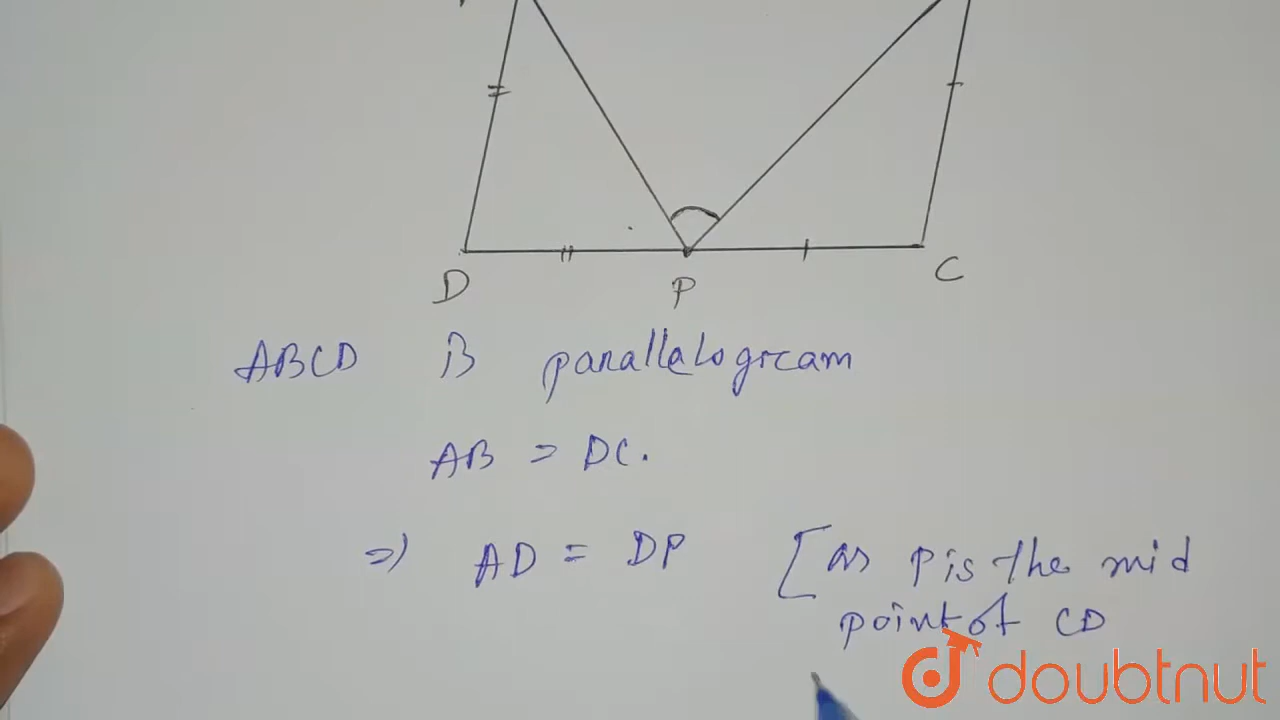 D P C
ABCD is parallelogram
AB = DC.
=) AD = DP [as P is the mid
point of CD
doubtnut